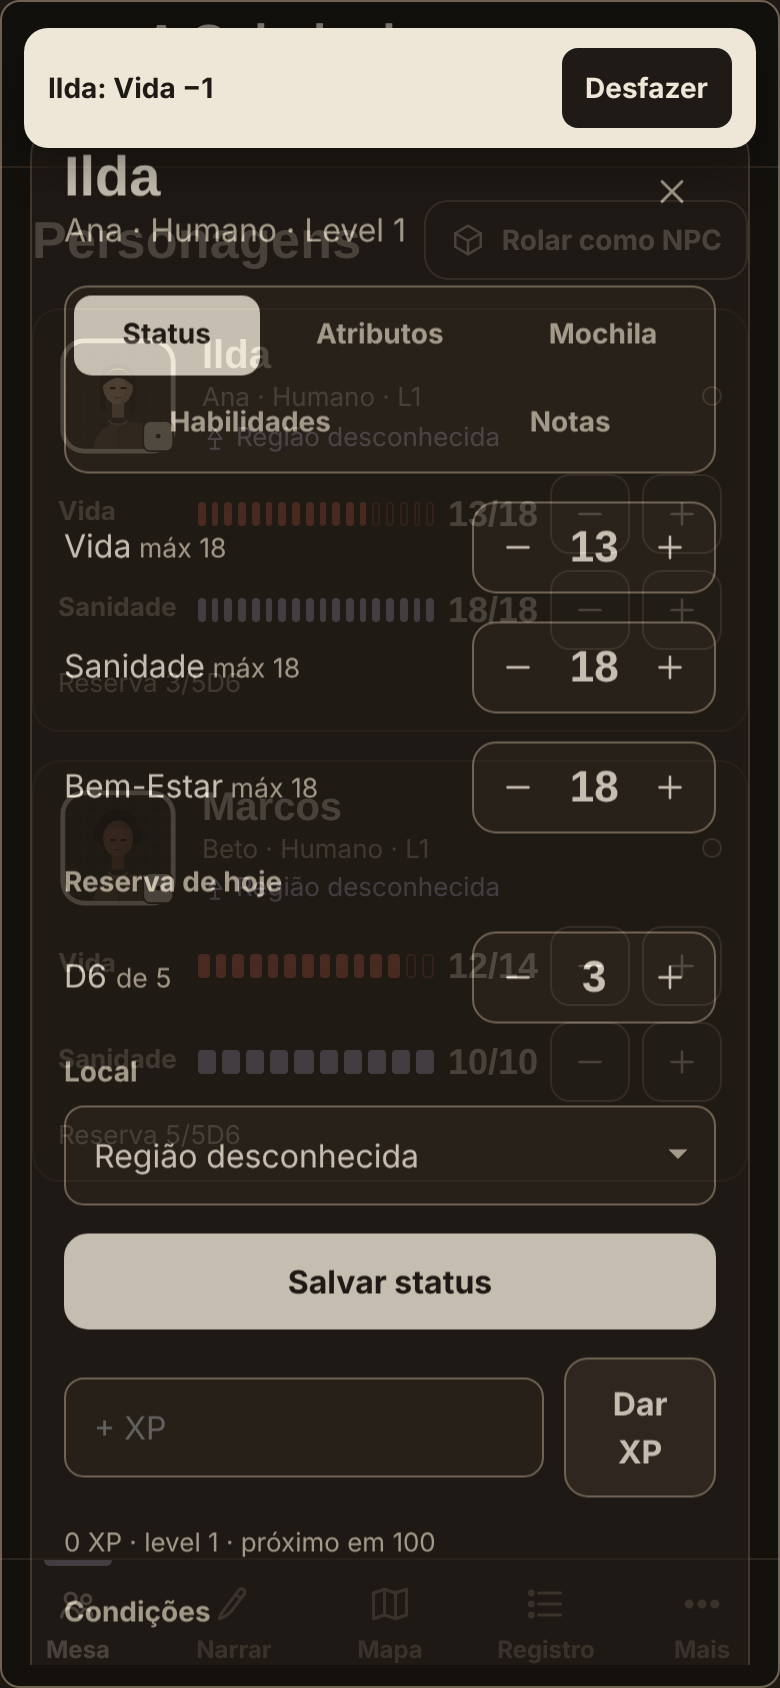 Ilda: Vida −1
Desfazer
Ilda
Ana · Humano · Level 1
Personagens
Rolar como NPC
Status
Atributos
Mochila
Habilidades
Notas
Ilda
Ana · Humano · L1
Região desconhecida
Vida
13/18
Vida máx 18
13
Sanidade
18/18
Sanidade máx 18
18
Reserva 3/5D6
Bem-Estar máx 18
18
Marcos
Beto · Humano · L1
Região desconhecida
Reserva de hoje
Vida
12/14
D6 de 5
3
Sanidade
10/10
Local
Reserva 5/5D6
Região desconhecida
Salvar status
+ XP
Dar
XP
0 XP · level 1 · próximo em 100
Condições
Mesa
Narrar
Mapa
Registro
Mais